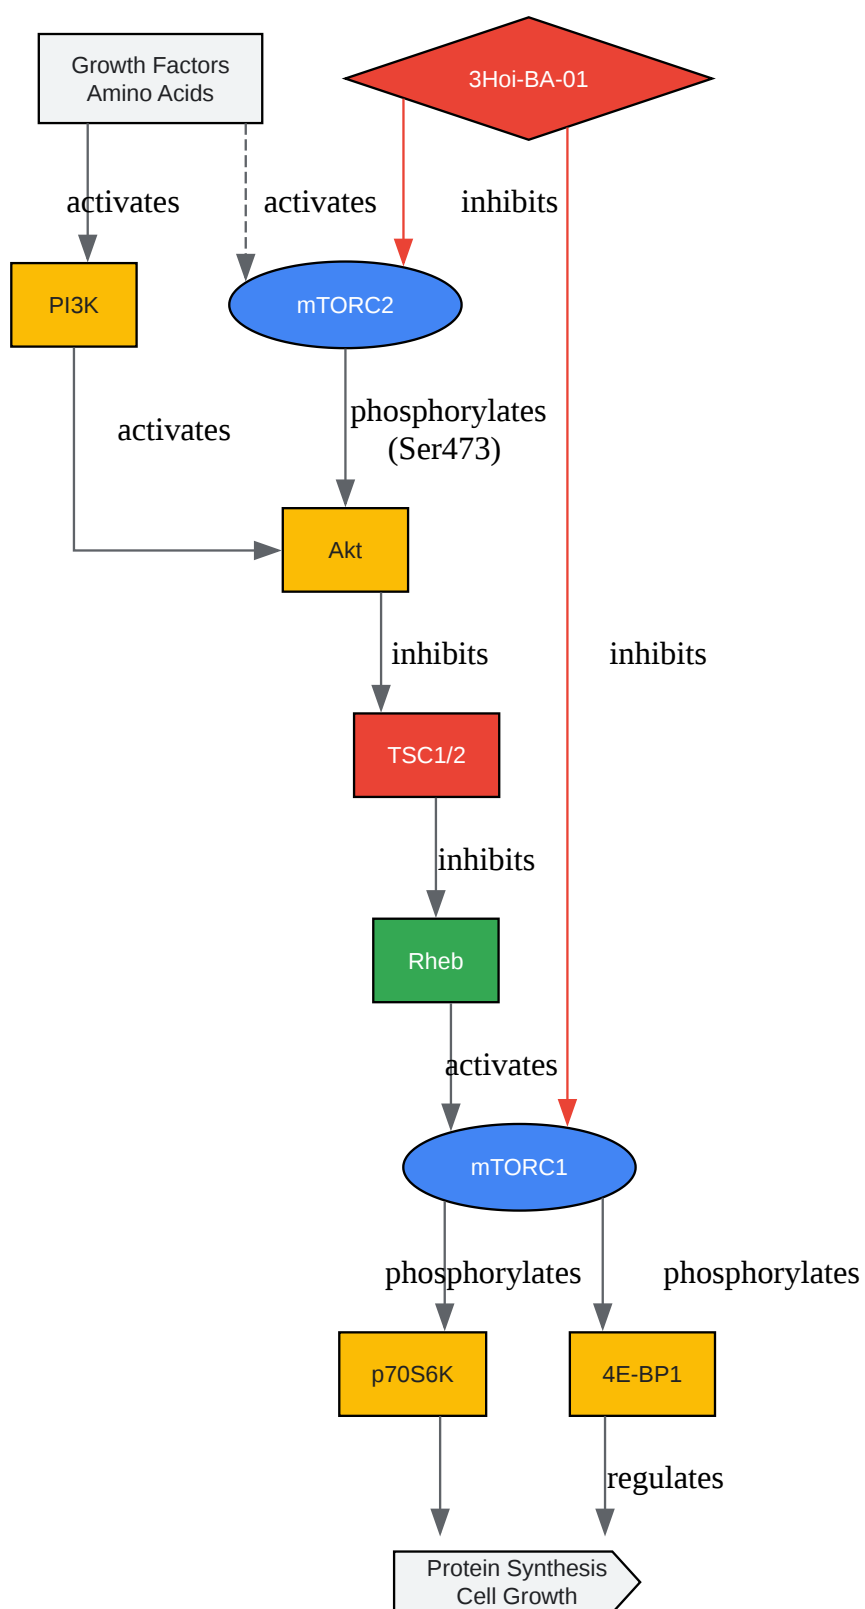 Growth Factors
Amino Acids
3Hoi-BA-01
activates
activates
inhibits
PI3K
mTORC2
activates
phosphorylates
(Ser473)
Akt
inhibits
inhibits
TSC1/2
inhibits
Rheb
activates
mTORC1
phosphorylates
phosphorylates
p70S6K
4E-BP1
regulates
Protein Synthesis
Cell Growth